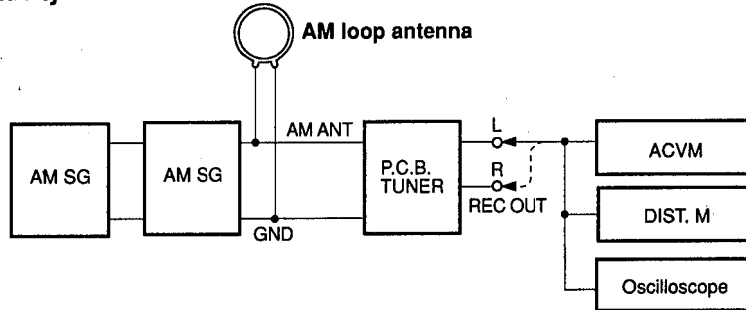 AM loop antenna
AM SG
AM SG
AM ANT
GND
P.C.B.
TUNER
L
R
REC OUT
ACVM
DIST. M
Oscilloscope